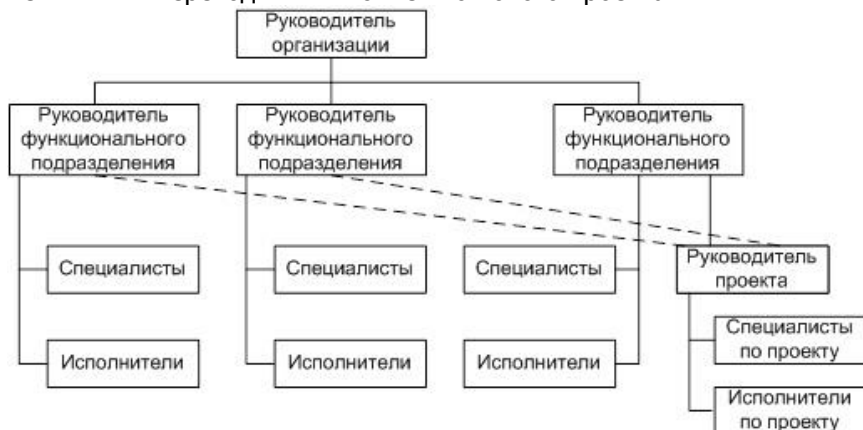 Руководитель
организации
Руководитель
функционального
подразделения
Руководитель
функционального
подразделения
Руководитель
функционального
подразделения
Специалисты
Специалисты
Специалисты
Руководитель
проекта
Исполнители
Исполнители
Исполнители
Специалисты
по проекту
Исполнители
по проекту